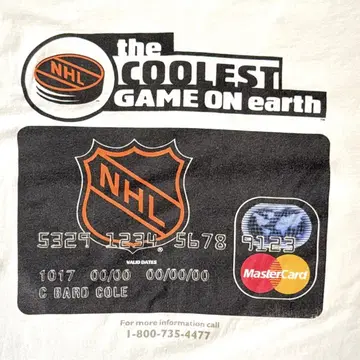 NHL
the
COOLEST
GAME ON earth
NHL
5329 1234 5678 9123
VALID DATES
1017 00/00 00/00/00
C BARD COLE
MasterCard
For more information call
1-800-735-4477